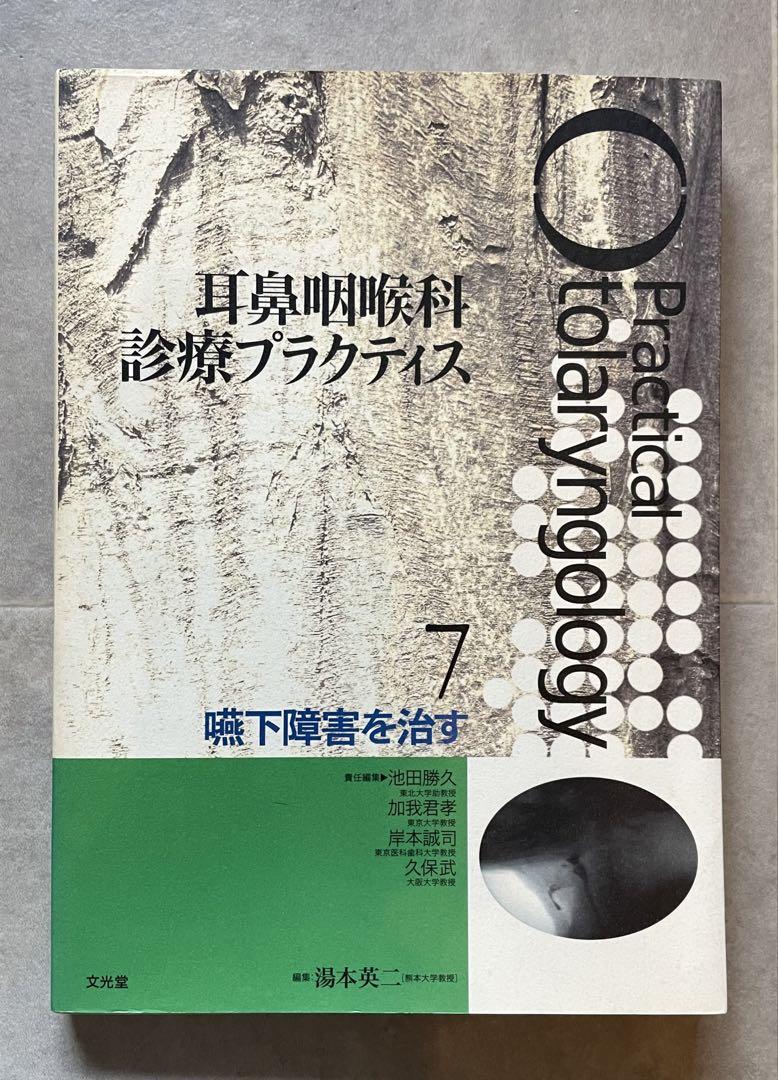 Practical
Otolaryngology
耳鼻咽喉科
診療プラクティス
7
嚥下障害を治す
責任編集▶池田勝久
東北大学助教授
加我君孝
東京大学教授
岸本誠司
東京医科歯科大学教授
久保武
大阪大学教授
編集:湯本英二[熊本大学教授]
文光堂